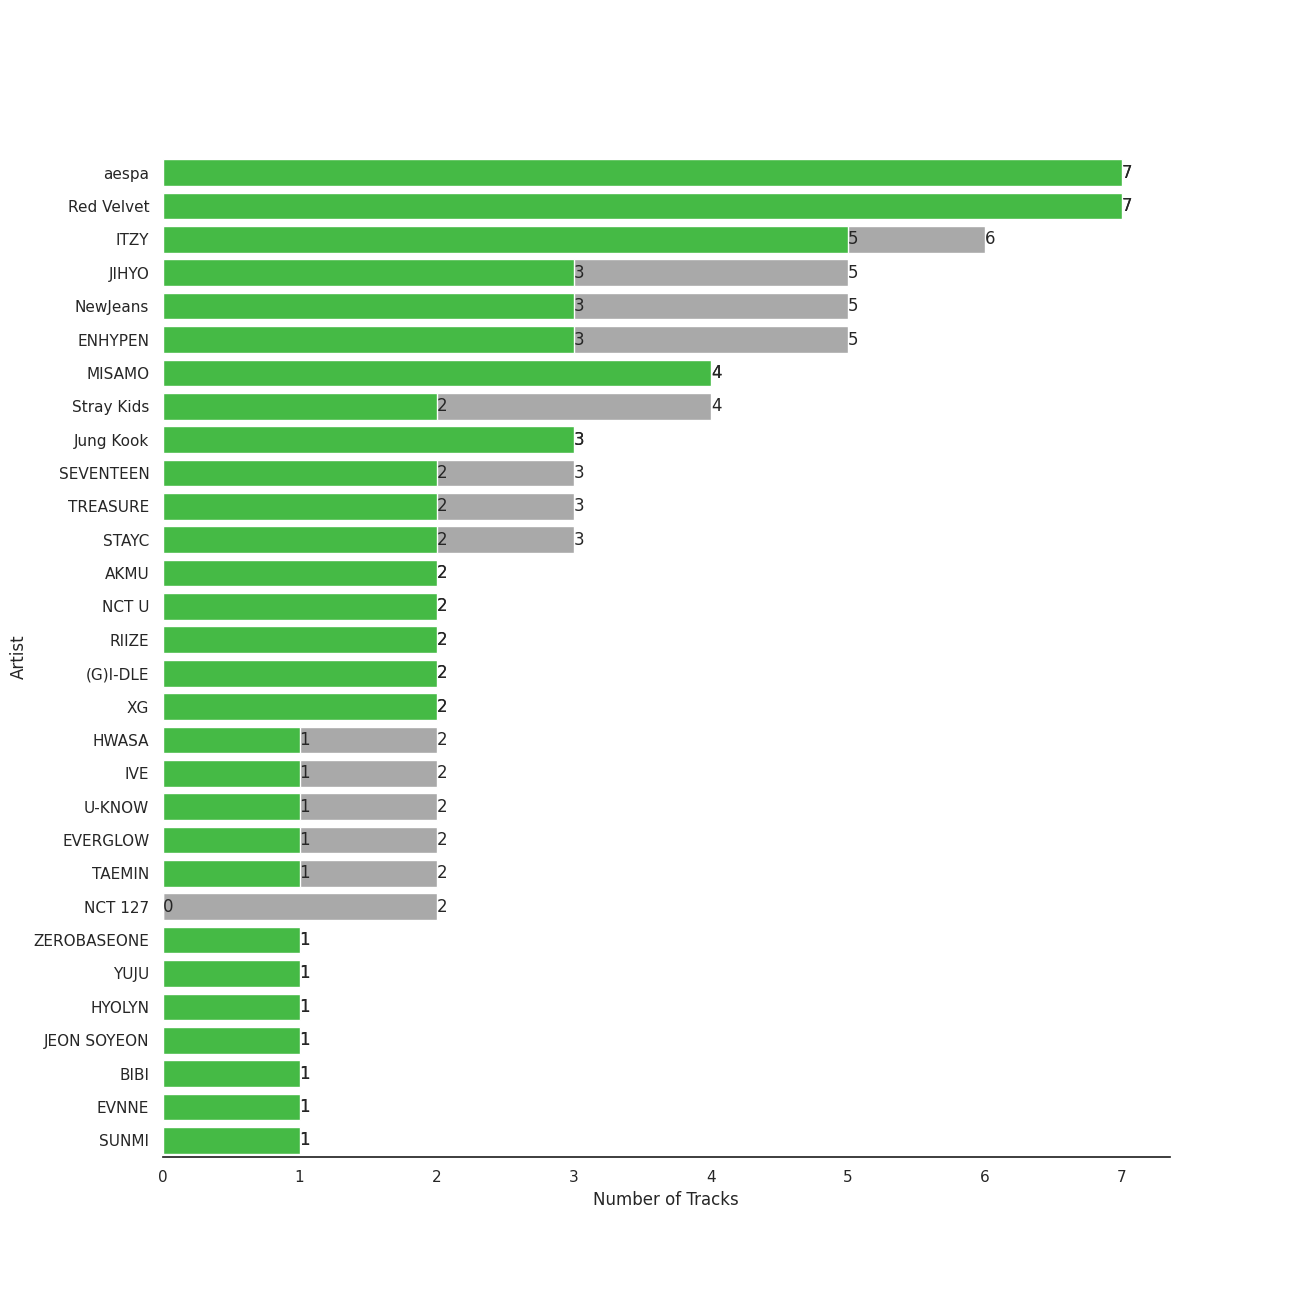 aespa 7
Red Velvet 7
ITZY 5 6
JIHYO 3 5
NewJeans 3 5
ENHYPEN 3 5
MISAMO 4
Stray Kids 2 4
Jung Kook 3
SEVENTEEN 2 3
TREASURE 2 3
STAYC 2 3
AKMU 2
NCT U 2
RIIZE 2
(G)I-DLE 2
XG 2
HWASA 1 2
IVE 1 2
U-KNOW 1 2
EVERGLOW 1 2
TAEMIN 1 2
NCT 127 0 2
ZEROBASEONE 1
YUJU 1
HYOLYN 1
JEON SOYEON 1
BIBI 1
EVNNE 1
SUNMI 1
Artist
0 1 2 3 4 5 6 7
Number of Tracks